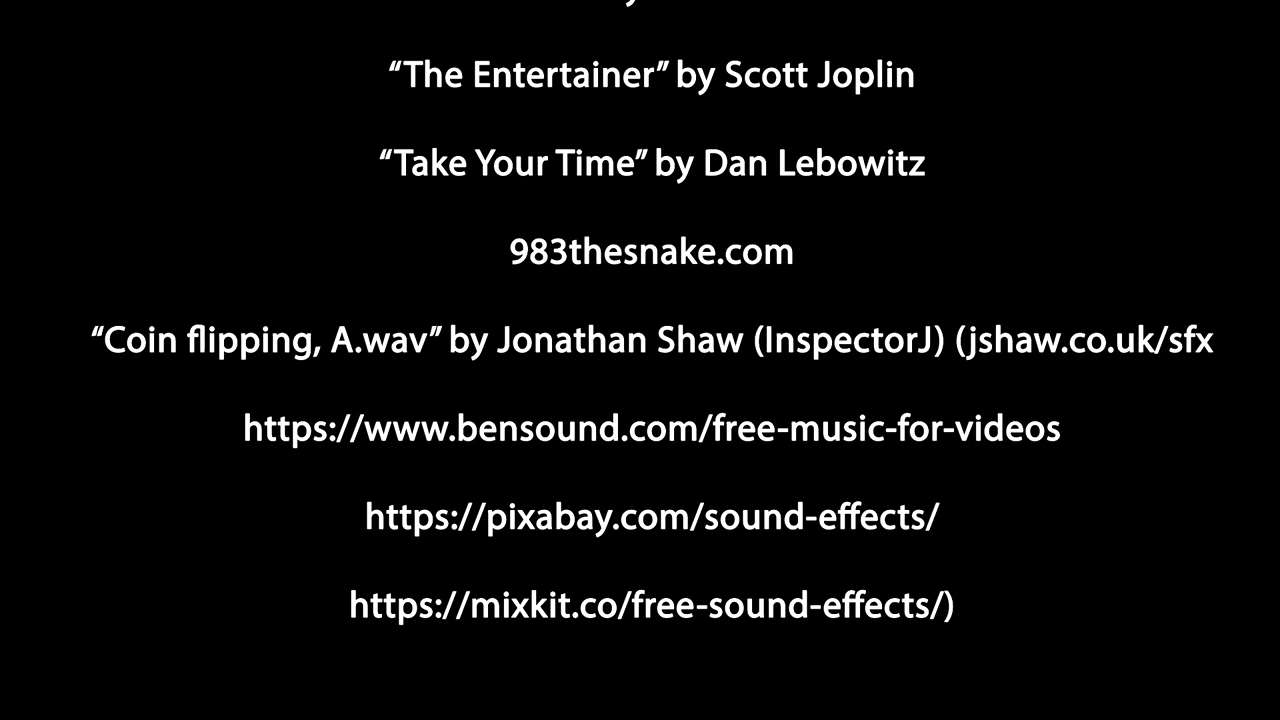 “The Entertainer” by Scott Joplin
“Take Your Time” by Dan Lebowitz
983thesnake.com
“Coin flipping, A.wav” by Jonathan Shaw (InspectorJ) (jshaw.co.uk/sfx
https://www.bensound.com/free-music-for-videos
https://pixabay.com/sound-effects/
https://mixkit.co/free-sound-effects/)